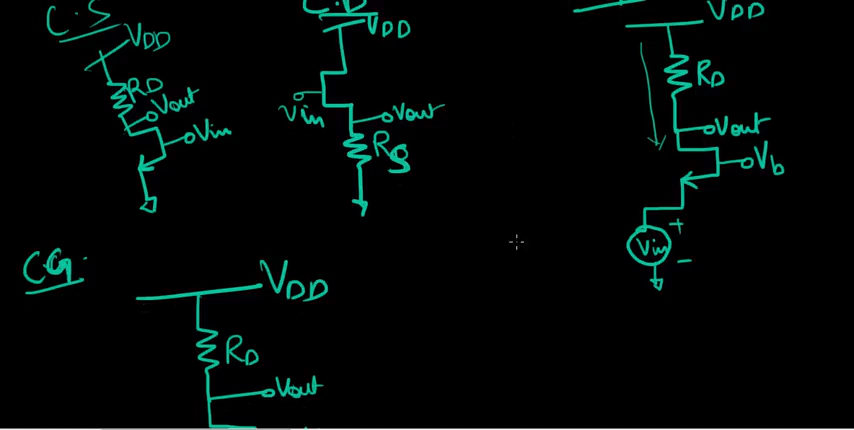 C.S
VDD
RD
Vout
Vin
C.D
VDD
Vin
Vout
RS
VDD
RD
Vout
Vb
Vin
+
-
CG.
VDD
RD
Vout